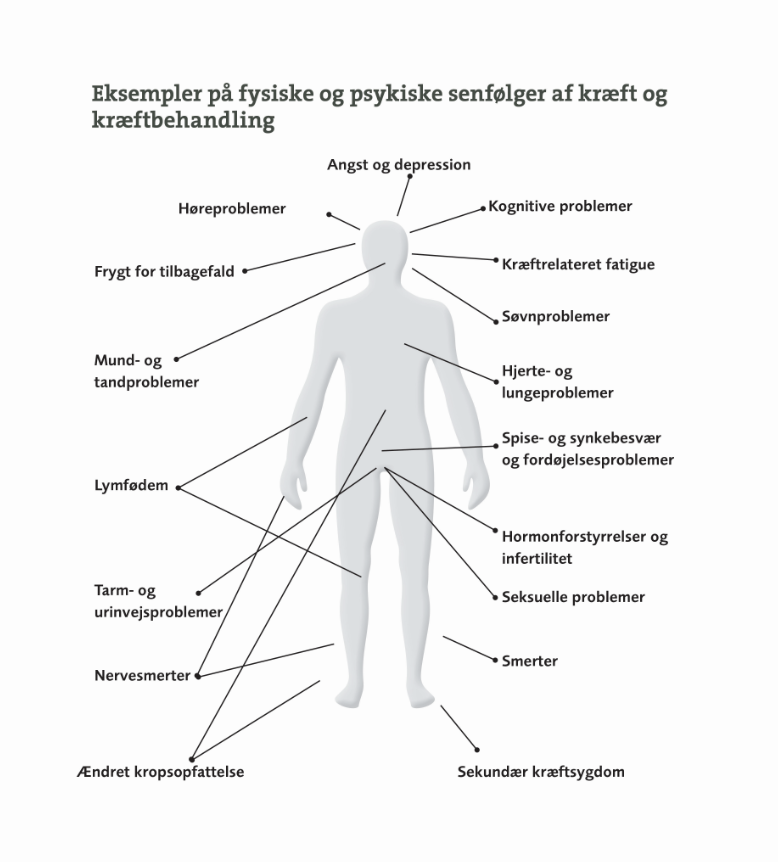 Eksempler på fysiske og psykiske senfølger af kræft og
kræftbehandling
Angst og depression
Høreproblemer
Kognitive problemer
Frygt for tilbagefald
Kræftrelateret fatigue
Søvnproblemer
Mund- og
tandproblemer
Hjerte- og
lungeproblemer
Spise- og synkebesvær
og fordøjelsesproblemer
Lymfødem
Hormonforstyrrelser og
infertilitet
Tarm- og
urinvejsproblemer
Seksuelle problemer
Nervesmerter
Smerter
Ændret kropsopfattelse
Sekundær kræftsygdom